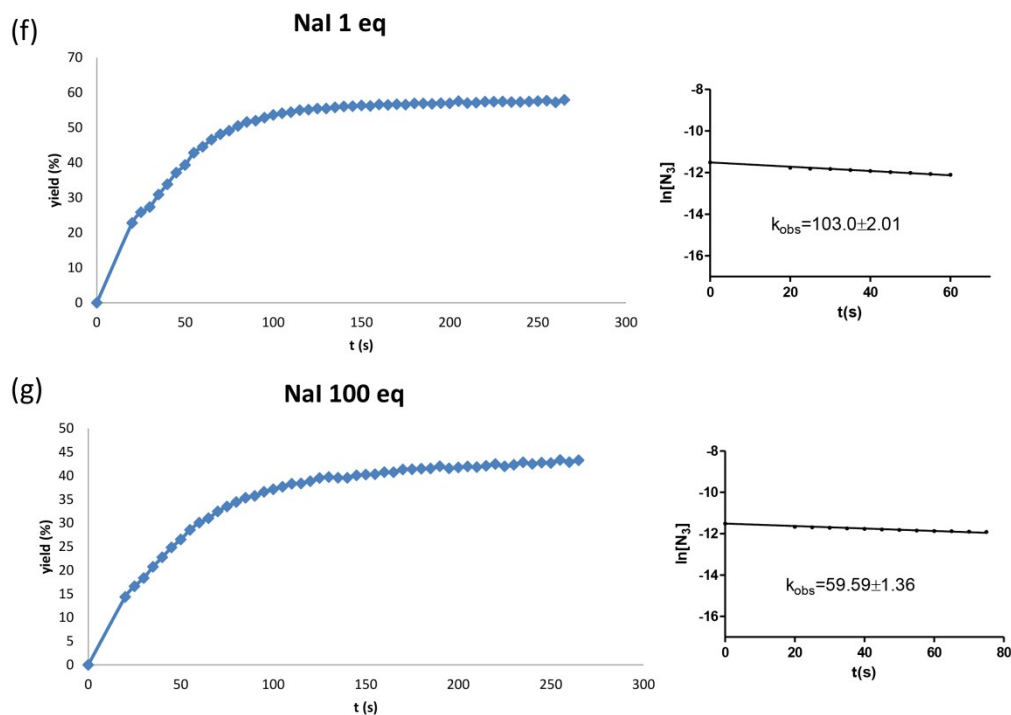 (f)
NaI 1 eq
70
60
50
40
30
20
10
0
yield (%)
0 50 100 150 200 250 300
t (s)
-8
-10
-12
-14
-16
ln[N₃]
k_obs=103.0±2.01
0 20 40 60
t(s)
(g)
NaI 100 eq
50
45
40
35
30
25
20
15
10
5
0
yield (%)
0 50 100 150 200 250 300
t (s)
-8
-10
-12
-14
-16
ln[N₃]
k_obs=59.59±1.36
0 20 40 60 80
t(s)